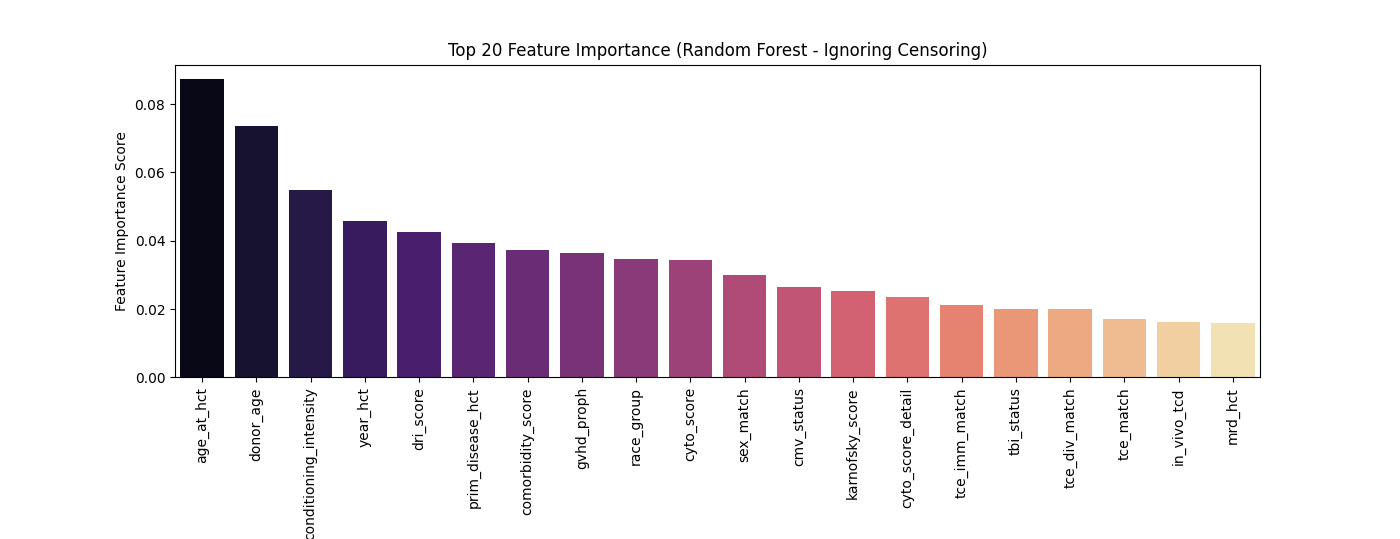 Top 20 Feature Importance (Random Forest - Ignoring Censoring)
Feature Importance Score
0.08
0.06
0.04
0.02
0.00
age_at_hct
donor_age
conditioning_intensity
year_hct
dri_score
prim_disease_hct
comorbidity_score
gvhd_proph
race_group
cyto_score
sex_match
cmv_status
karnofsky_score
cyto_score_detail
tce_imm_match
tbi_status
tce_div_match
tce_match
in_vivo_tcd
mrd_hct